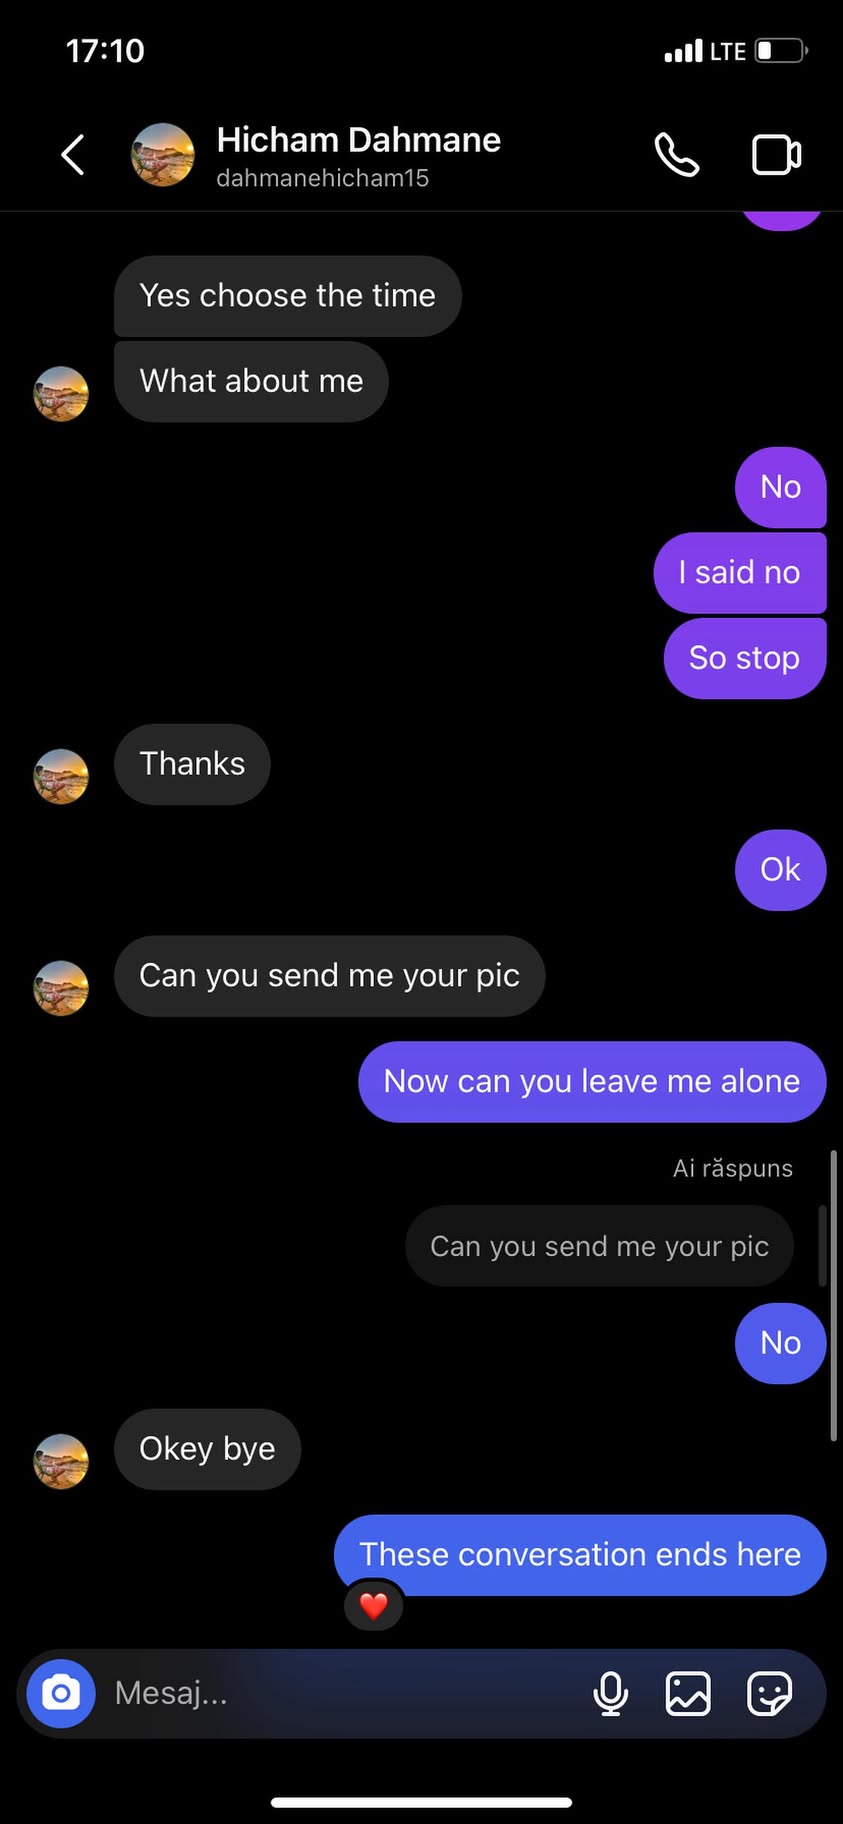 17:10
LTE
Hicham Dahmane
dahmanehicham15
Yes choose the time
What about me
No
I said no
So stop
Thanks
Ok
Can you send me your pic
Now can you leave me alone
Ai răspuns
Can you send me your pic
No
Okey bye
These conversation ends here
Mesaj...